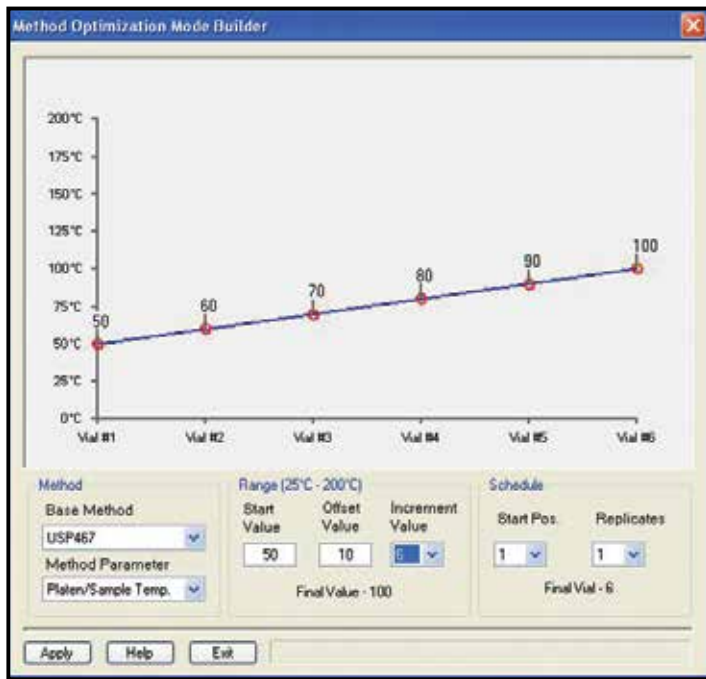 Method Optimization Mode Builder
200°C
175°C
150°C
125°C
100°C
75°C
50°C
25°C
0°C
50
60
70
80
90
100
Vial #1 Vial #2 Vial #3 Vial #4 Vial #5 Vial #6
Method
Base Method
USP467
Method Parameter
Platen/Sample Temp.
Range (25°C - 200°C)
Start Value
Offset Value
Increment Value
50
10
6
Final Value - 100
Schedule
Start Pos.
Replicates
1
1
Final Vial - 6
Apply
Help
Exit